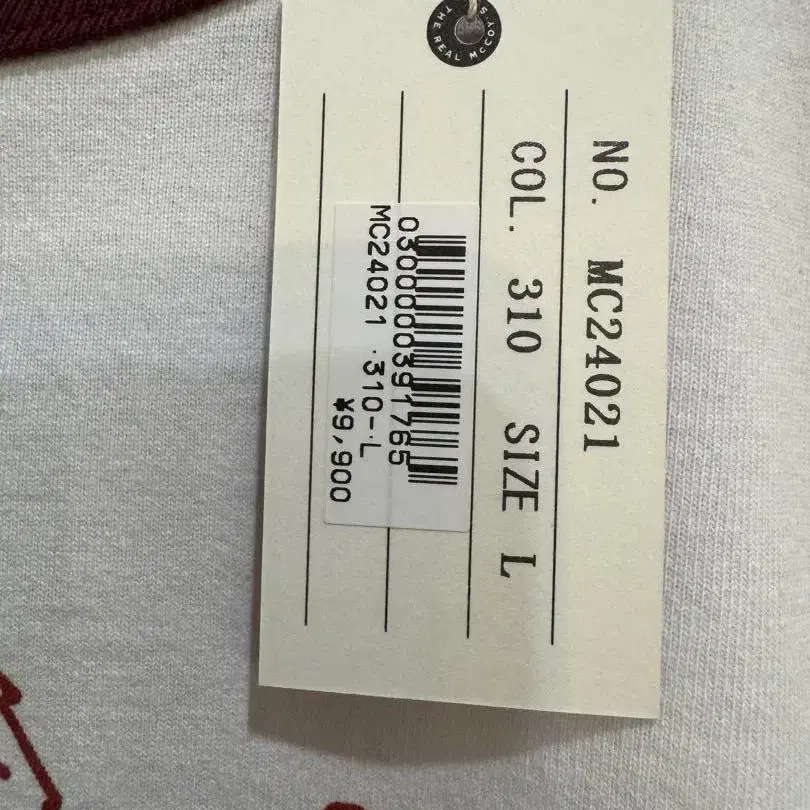 THE REAL McCOY'S
NO. MC24021
COL. 310 SIZE L
0300000391765
MC24021 ·310-·L
¥9,900